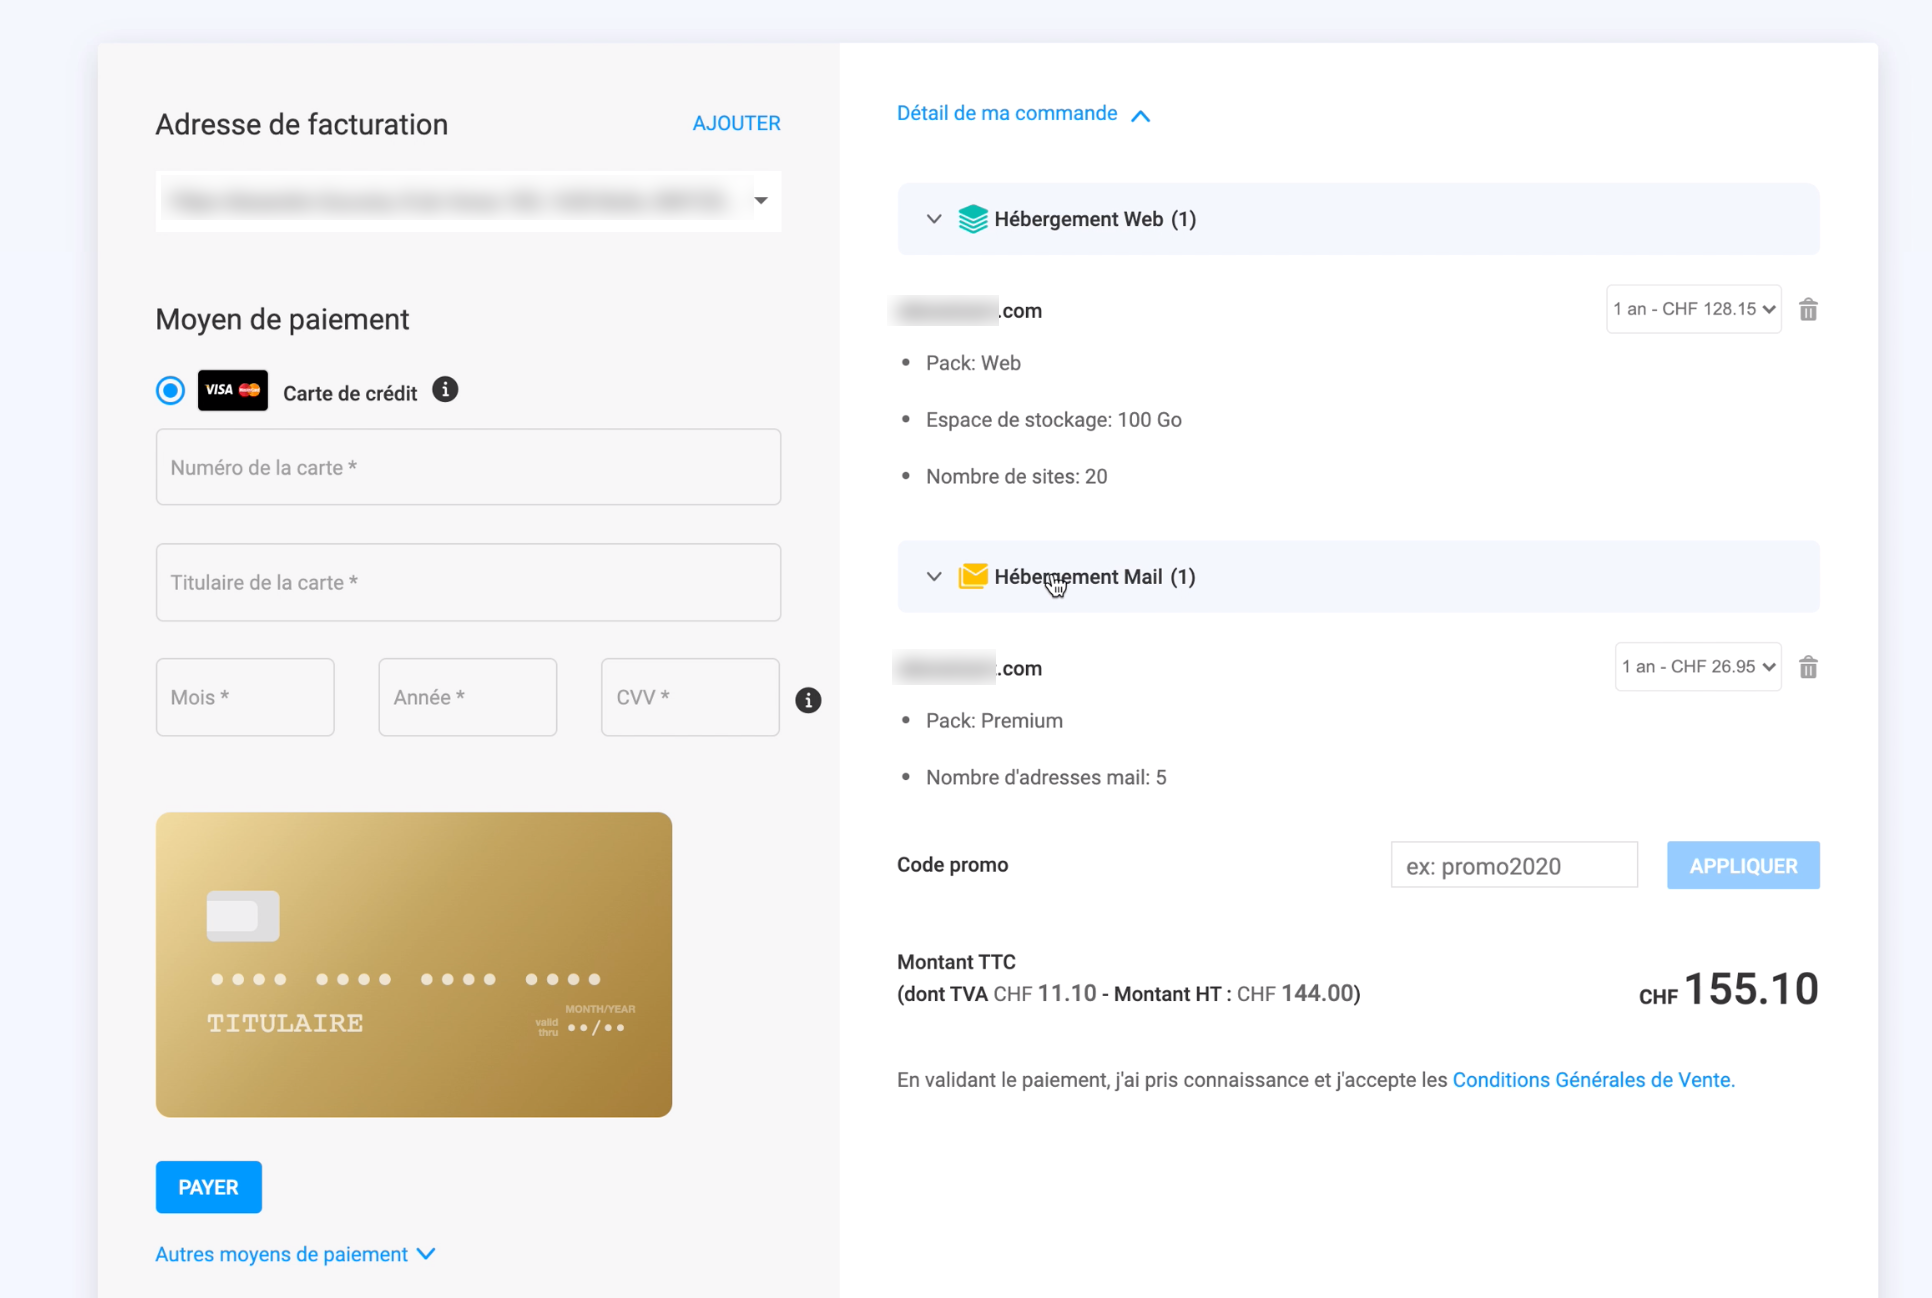 Adresse de facturation
AJOUTER
Moyen de paiement
VISA
Carte de crédit
Numéro de la carte *
Titulaire de la carte *
Mois *
Année *
CVV *
TITULAIRE
MONTH/YEAR
valid
thru
PAYER
Autres moyens de paiement
Détail de ma commande
Hébergement Web (1)
.com
1 an - CHF 128.15
• Pack: Web
• Espace de stockage: 100 Go
• Nombre de sites: 20
Hébergement Mail (1)
.com
1 an - CHF 26.95
• Pack: Premium
• Nombre d'adresses mail: 5
Code promo
ex: promo2020
APPLIQUER
Montant TTC
(dont TVA CHF 11.10 - Montant HT : CHF 144.00)
CHF 155.10
En validant le paiement, j'ai pris connaissance et j'accepte les Conditions Générales de Vente.